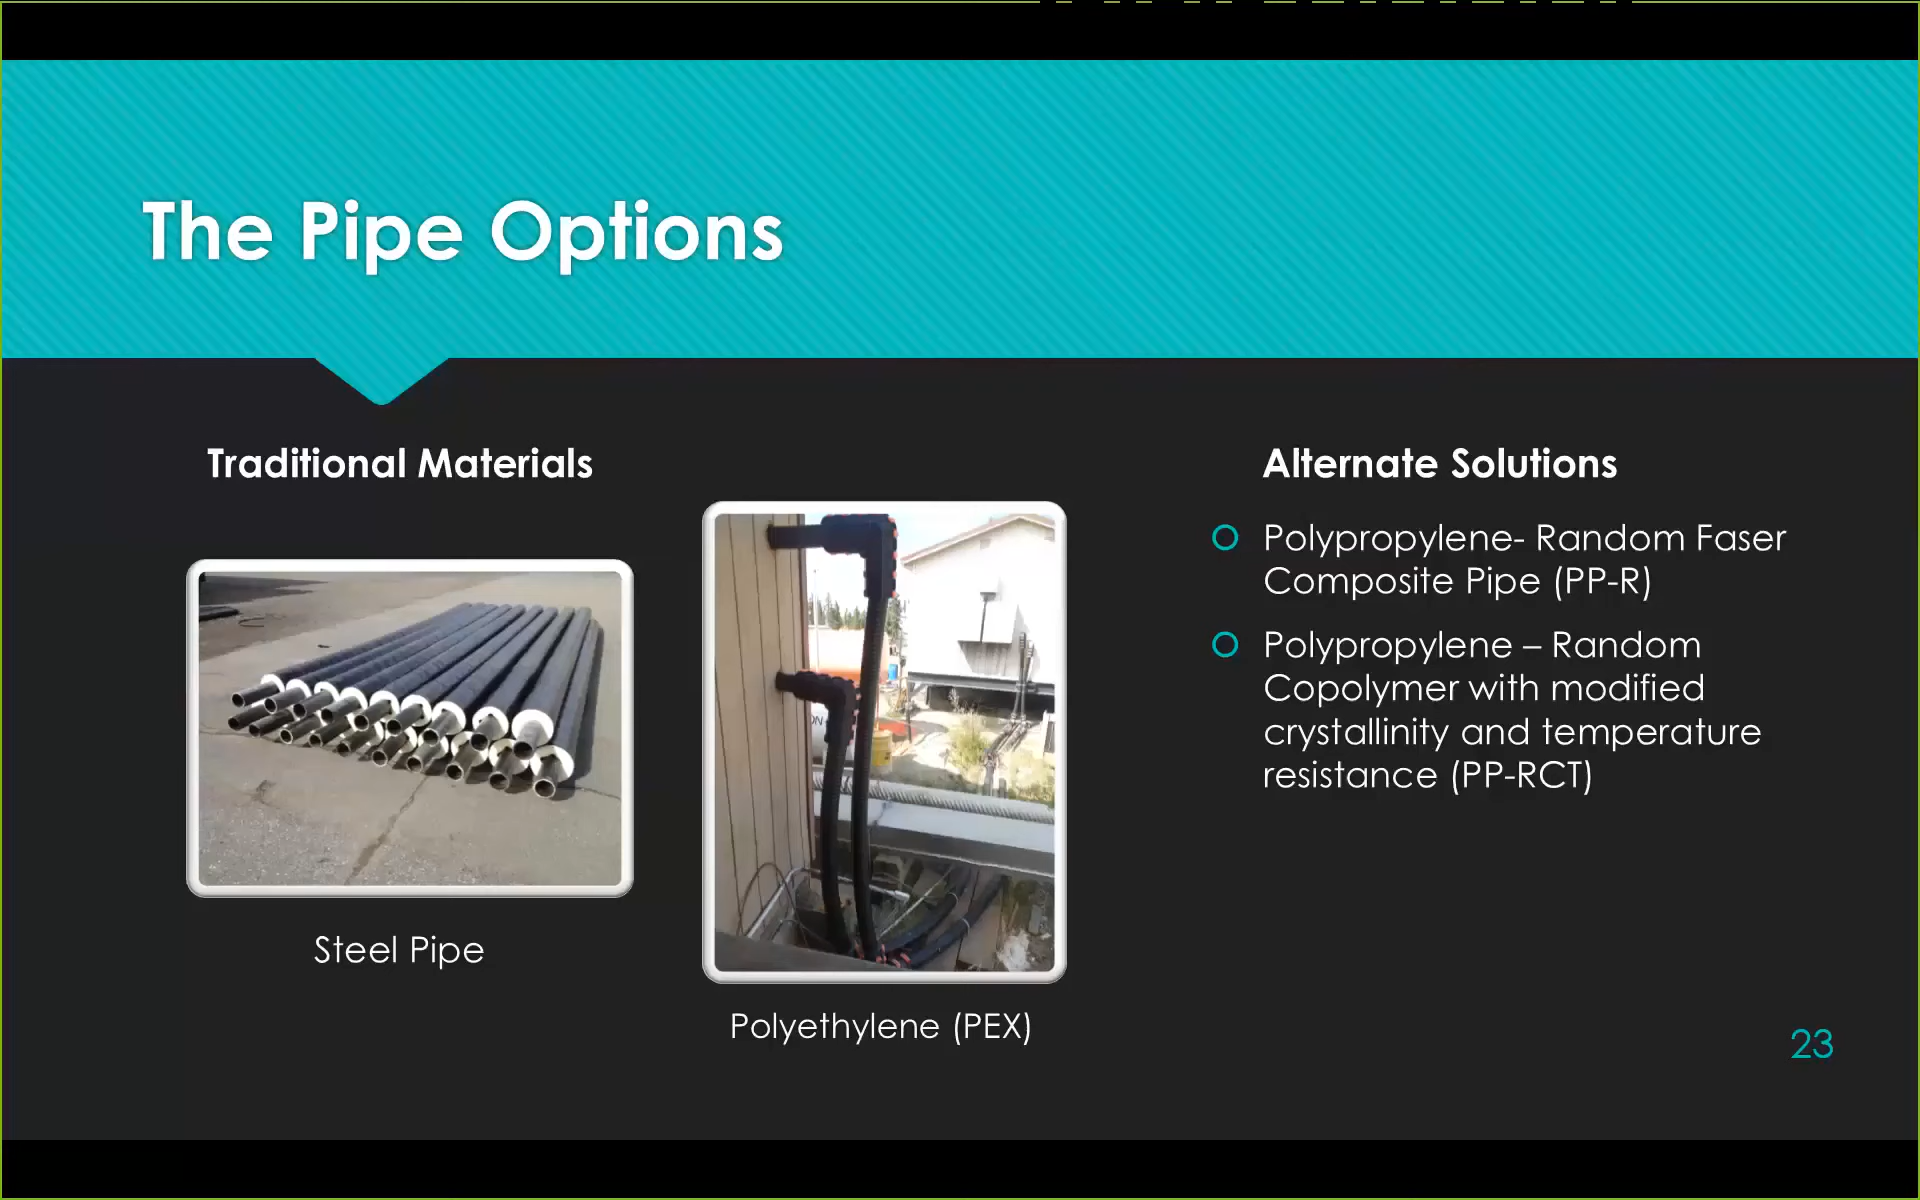 The Pipe Options
Traditional Materials
Steel Pipe
Polyethylene (PEX)
Alternate Solutions
Polypropylene- Random Faser
Composite Pipe (PP-R)
Polypropylene – Random
Copolymer with modified
crystallinity and temperature
resistance (PP-RCT)
23